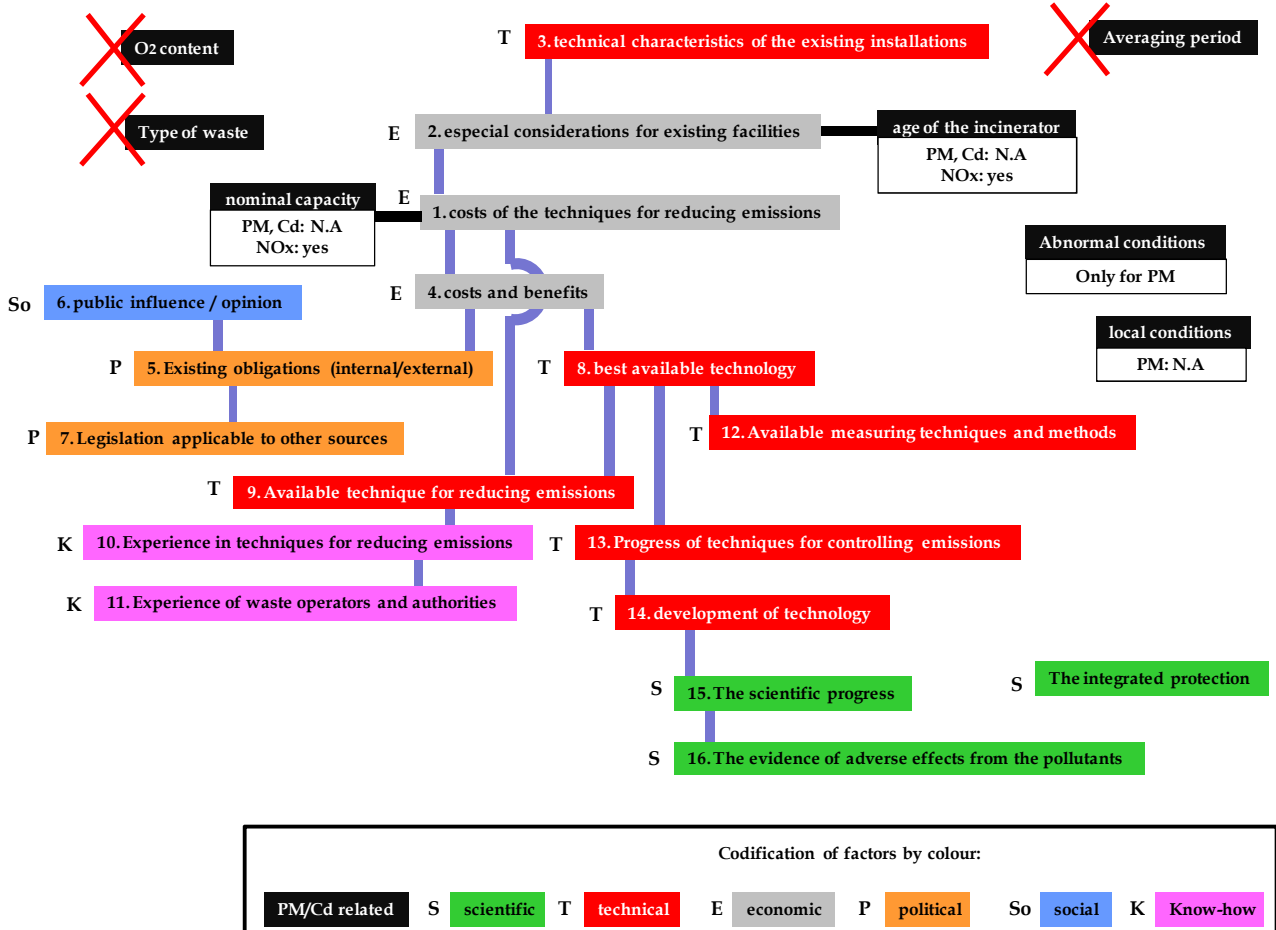 O2 content
T
3. technical characteristics of the existing installations
Averaging period
Type of waste
E
2. especial considerations for existing facilities
age of the incinerator
PM, Cd: N.A
NOx: yes
nominal capacity
PM, Cd: N.A
NOx: yes
E
1. costs of the techniques for reducing emissions
Abnormal conditions
Only for PM
So
6. public influence / opinion
E
4. costs and benefits
local conditions
PM: N.A
P
5. Existing obligations (internal/external)
T
8. best available technology
P
7. Legislation applicable to other sources
T
12. Available measuring techniques and methods
T
9. Available technique for reducing emissions
K
10. Experience in techniques for reducing emissions
T
13. Progress of techniques for controlling emissions
K
11. Experience of waste operators and authorities
T
14. development of technology
S
15. The scientific progress
S
The integrated protection
S
16. The evidence of adverse effects from the pollutants
Codification of factors by colour:
PM/Cd related
S
scientific
T
technical
E
economic
P
political
So
social
K
Know-how